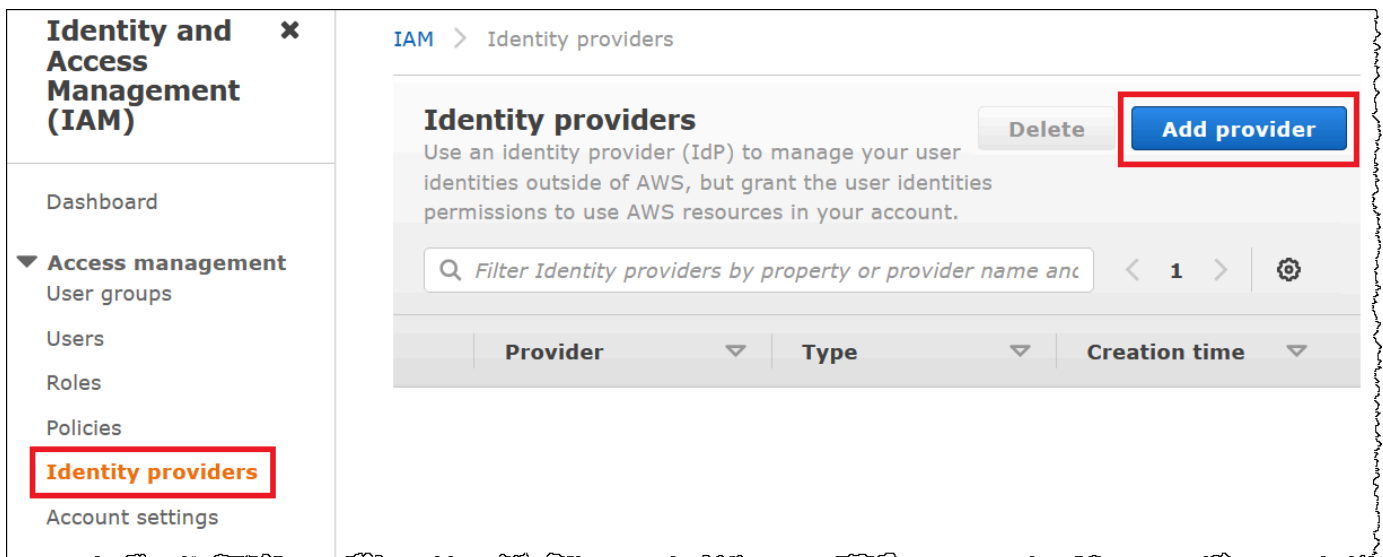 Identity and
Access
Management
(IAM)
Dashboard
Access management
User groups
Users
Roles
Policies
Identity providers
Account settings
IAM > Identity providers
Identity providers
Delete
Add provider
Use an identity provider (IdP) to manage your user
identities outside of AWS, but grant the user identities
permissions to use AWS resources in your account.
Filter Identity providers by property or provider name and
< 1 >
Provider
Type
Creation time